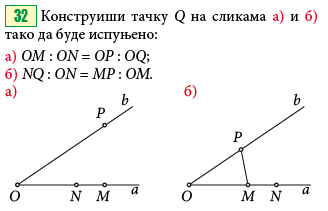 32 Конструиши тачку Q на сликама а) и б)
тако да буде испуњено:
а) OM : ON = OP : OQ;
б) NQ : ON = MP : OM.
а) б)
b b
P P
O N M a O M N a